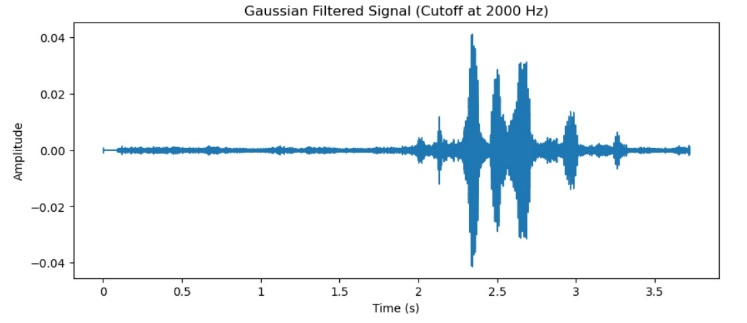 Gaussian Filtered Signal (Cutoff at 2000 Hz)
0.04
0.02
0.00
−0.02
−0.04
Amplitude
0 0.5 1 1.5 2 2.5 3 3.5
Time (s)